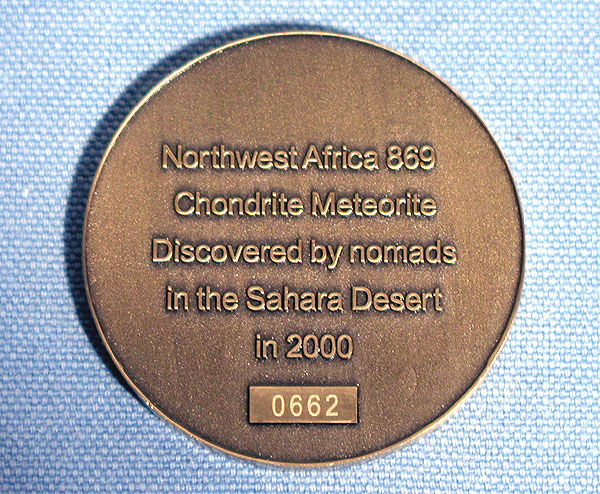 Northwest Africa 869
Chondrite Meteorite
Discovered by nomads
in the Sahara Desert
in 2000
0662